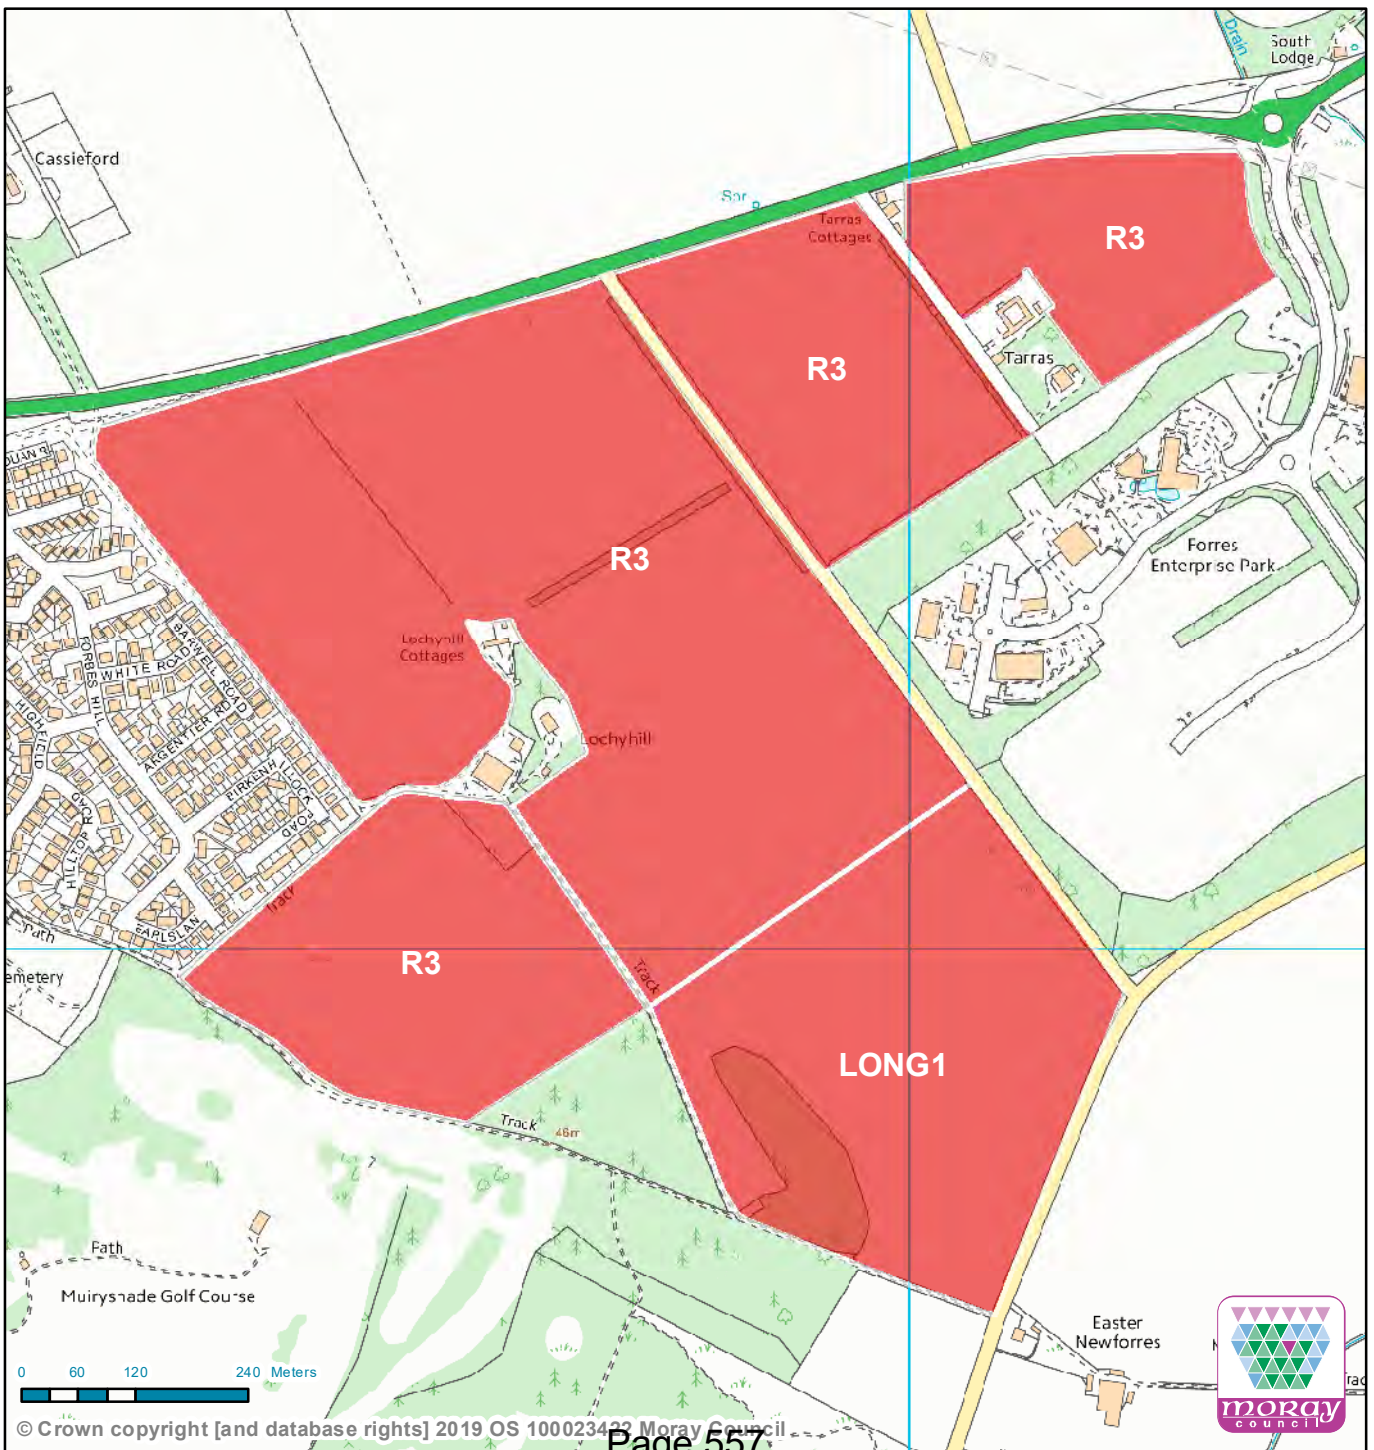 South
Lodge
Drain
Cassieford
Spr
Tarras
Cottages
R3
R3
Tarras
R3
Forres
Enterprise Park
Lochyhill
Cottages
Lochyhill
WHITE ROAD
BARWELL ROAD
FORBES HILL
HIGHFIELD
ARGENTIER ROAD
HILLTOP ROAD
Track
Path
emetery
R3
Track
LONG1
Track
46m
Path
Muiryshade Golf Course
Easter
Newforres
0 60 120 240 Meters
moray
council
© Crown copyright [and database rights] 2019 OS 100023422 Moray Council
Page 557